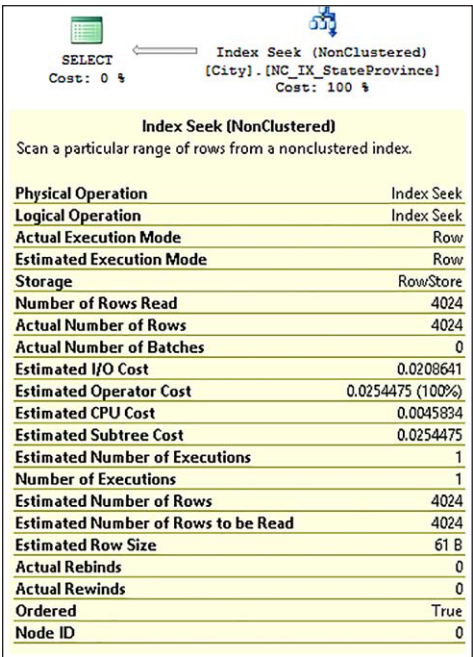 SELECT
Cost: 0 %
Index Seek (NonClustered)
[City].[NC_IX_StateProvince]
Cost: 100 %
Index Seek (NonClustered)
Scan a particular range of rows from a nonclustered index.
Physical Operation Index Seek
Logical Operation Index Seek
Actual Execution Mode Row
Estimated Execution Mode Row
Storage RowStore
Number of Rows Read 4024
Actual Number of Rows 4024
Actual Number of Batches 0
Estimated I/O Cost 0.0208641
Estimated Operator Cost 0.0254475 (100%)
Estimated CPU Cost 0.0045834
Estimated Subtree Cost 0.0254475
Estimated Number of Executions 1
Number of Executions 1
Estimated Number of Rows 4024
Estimated Number of Rows to be Read 4024
Estimated Row Size 61 B
Actual Rebinds 0
Actual Rewinds 0
Ordered True
Node ID 0